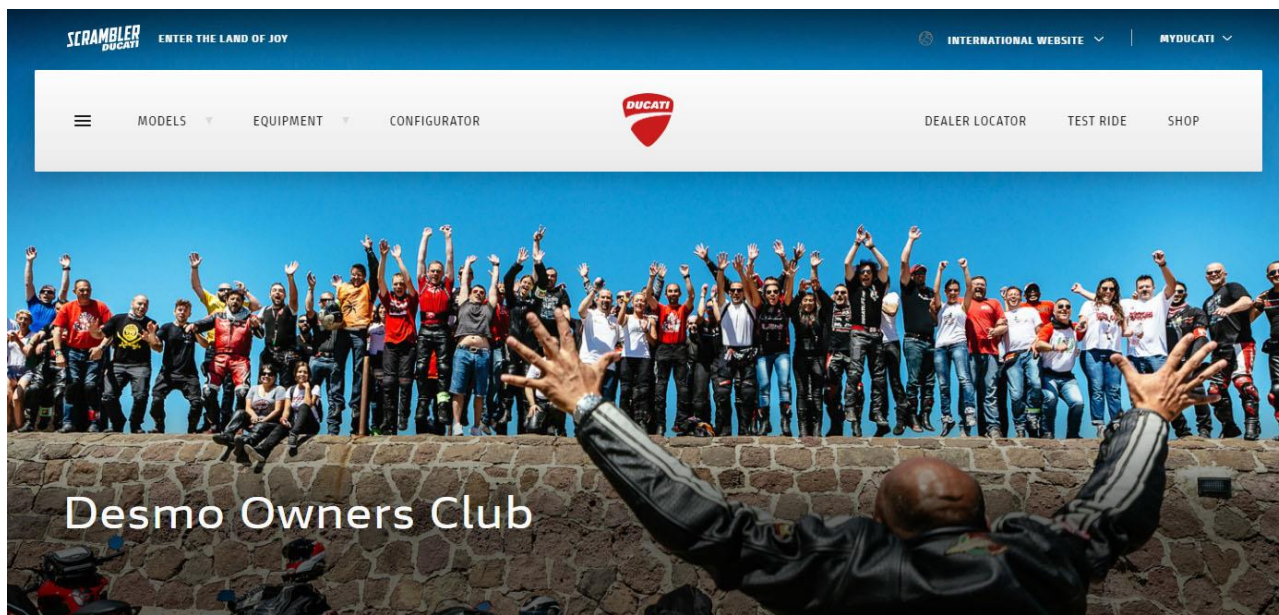 SCRAMBLER DUCATI ENTER THE LAND OF JOY INTERNATIONAL WEBSITE MYDUCATI
MODELS EQUIPMENT CONFIGURATOR DUCATI DEALER LOCATOR TEST RIDE SHOP
Desmo Owners Club